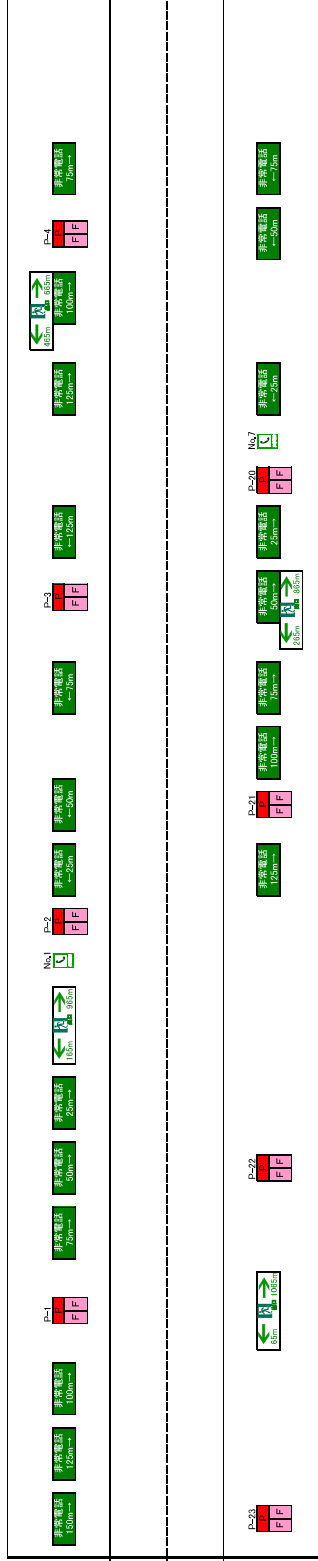 非常電話
75m→
P-4
P
F F
465m 665m
非常電話
100m→
非常電話
125m→
非常電話
←125m
P-3
P
F F
非常電話
←75m
非常電話
←50m
非常電話
←25m
P-2
P
F F
No.1
165m 965m
非常電話
25m→
非常電話
50m→
非常電話
75m→
P-1
P
F F
非常電話
100m→
非常電話
125m→
非常電話
150m→
非常電話
←75m
非常電話
←50m
非常電話
←25m
No.7
P-20
P
F F
非常電話
25m→
非常電話
50m→
265m 865m
非常電話
75m→
非常電話
100m→
P-21
P
F F
非常電話
125m→
P-22
P
F F
65m 1065m
P-23
P
F F